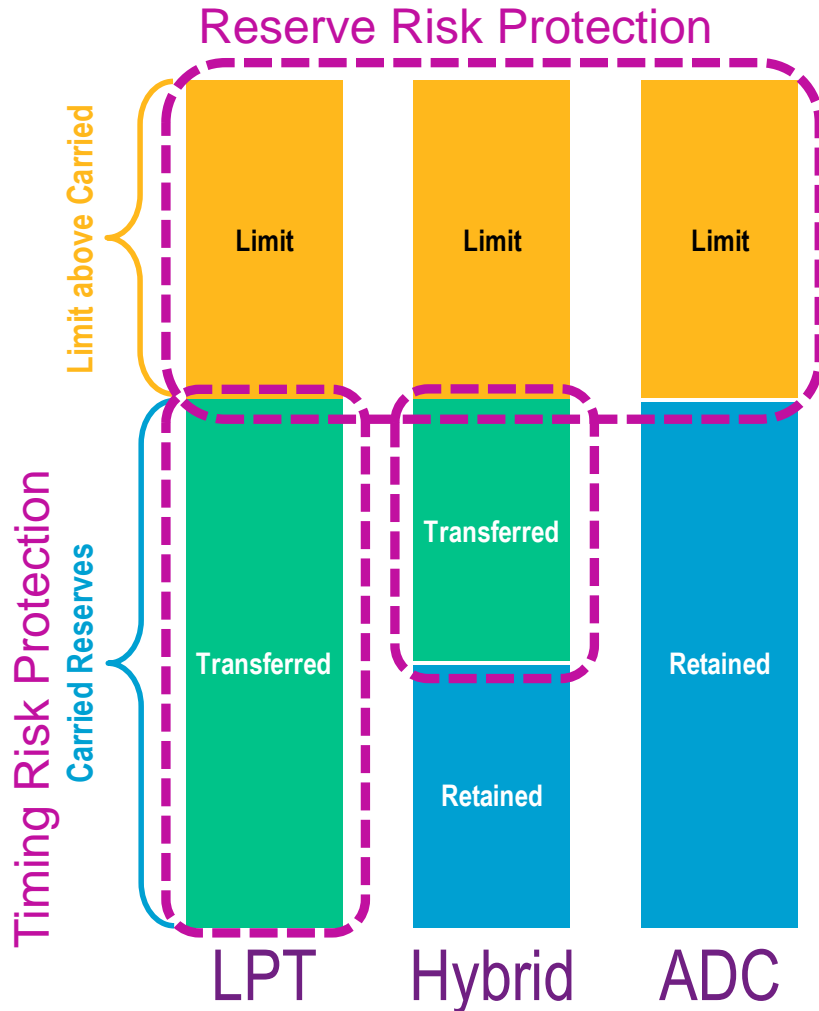 Reserve Risk Protection
Limit above Carried
Limit
Limit
Limit
Timing Risk Protection
Carried Reserves
Transferred
Transferred
Retained
Retained
LPT
Hybrid
ADC